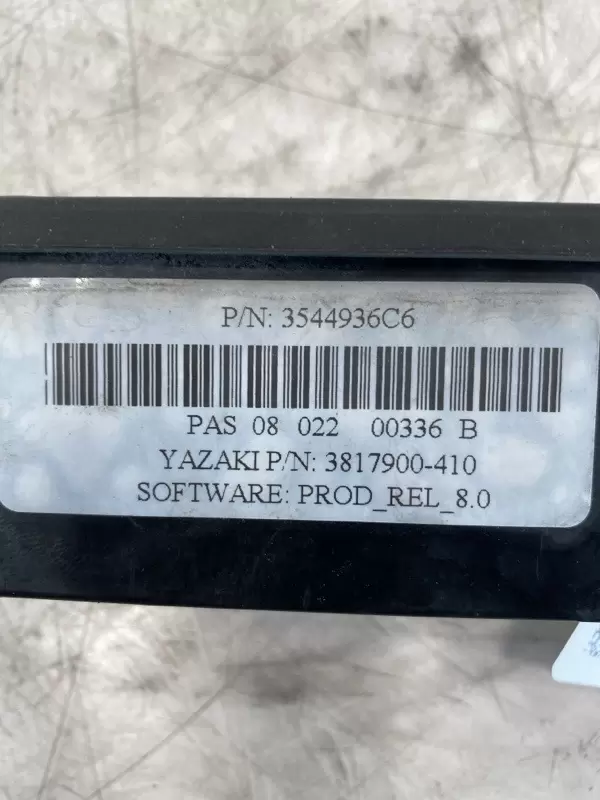 P/N: 3544936C6
PAS 08 022 00336 B
YAZAKI P/N: 3817900-410
SOFTWARE: PROD_REL_8.0